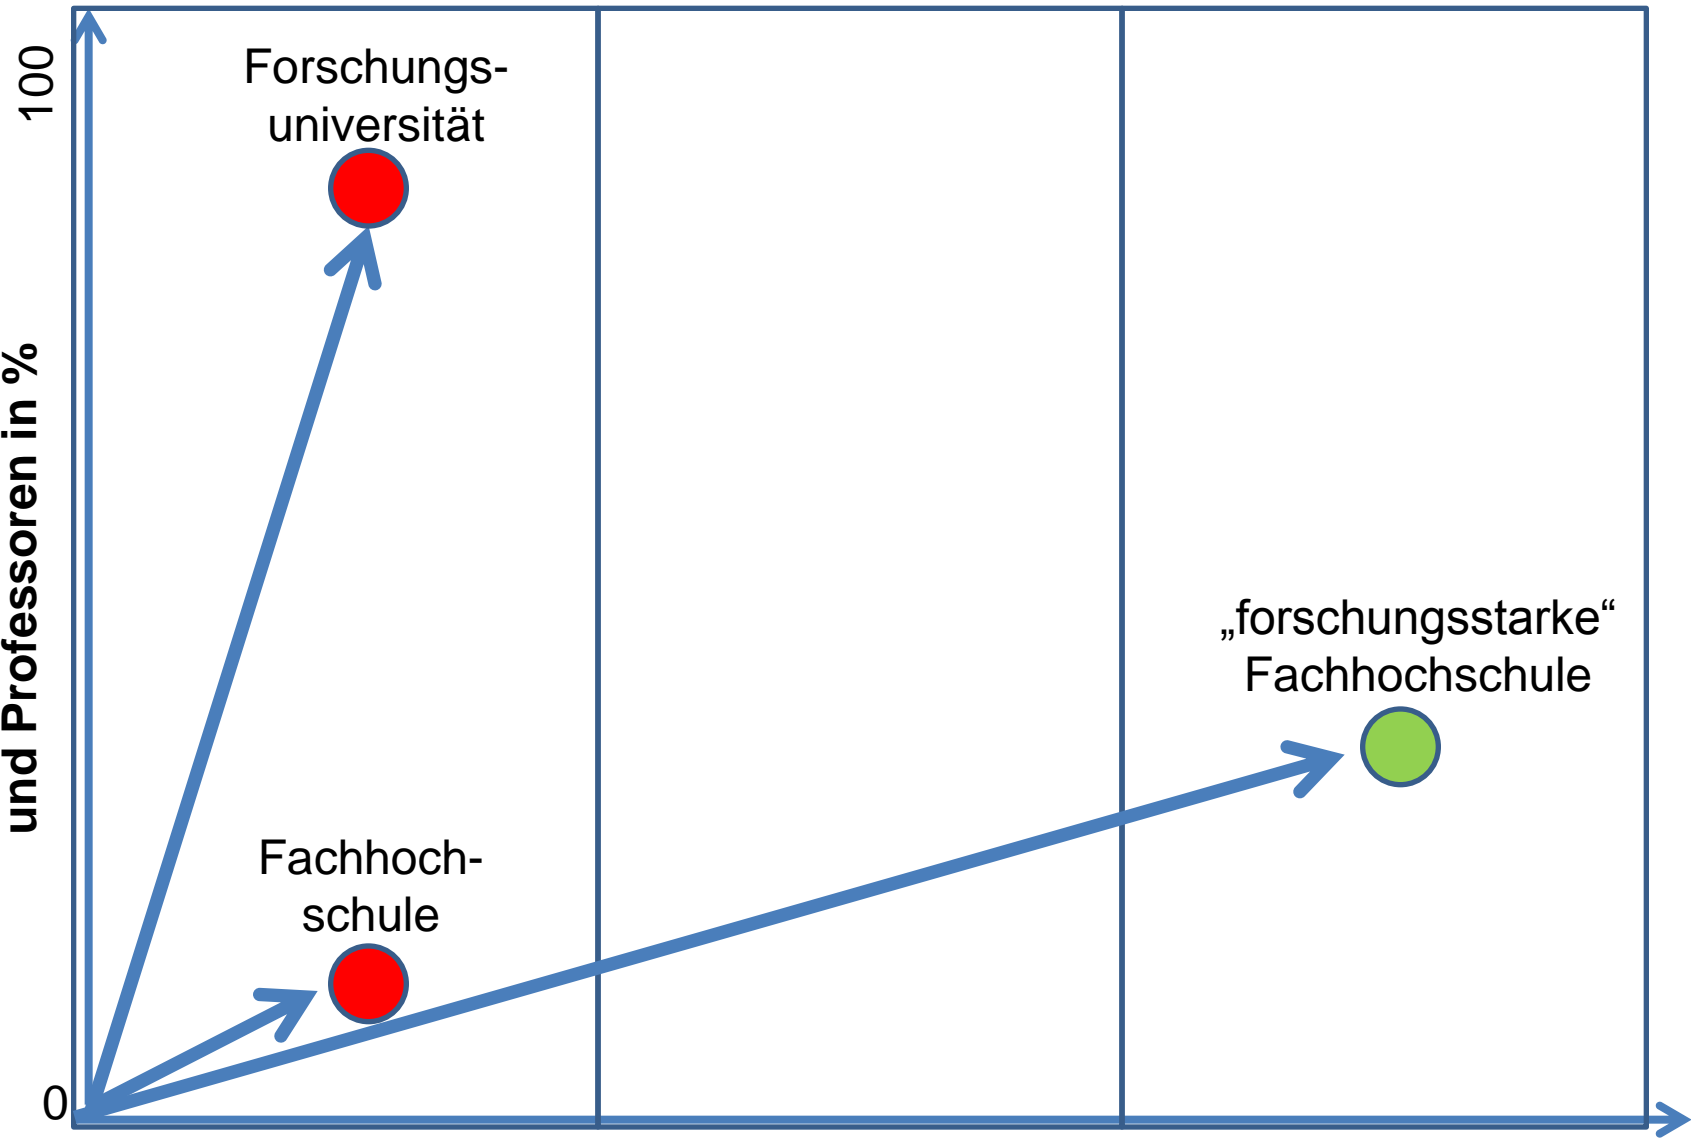 100
Forschungs-
universität
und Professoren in %
„forschungsstarke“
Fachhochschule
Fachhoch-
schule
0